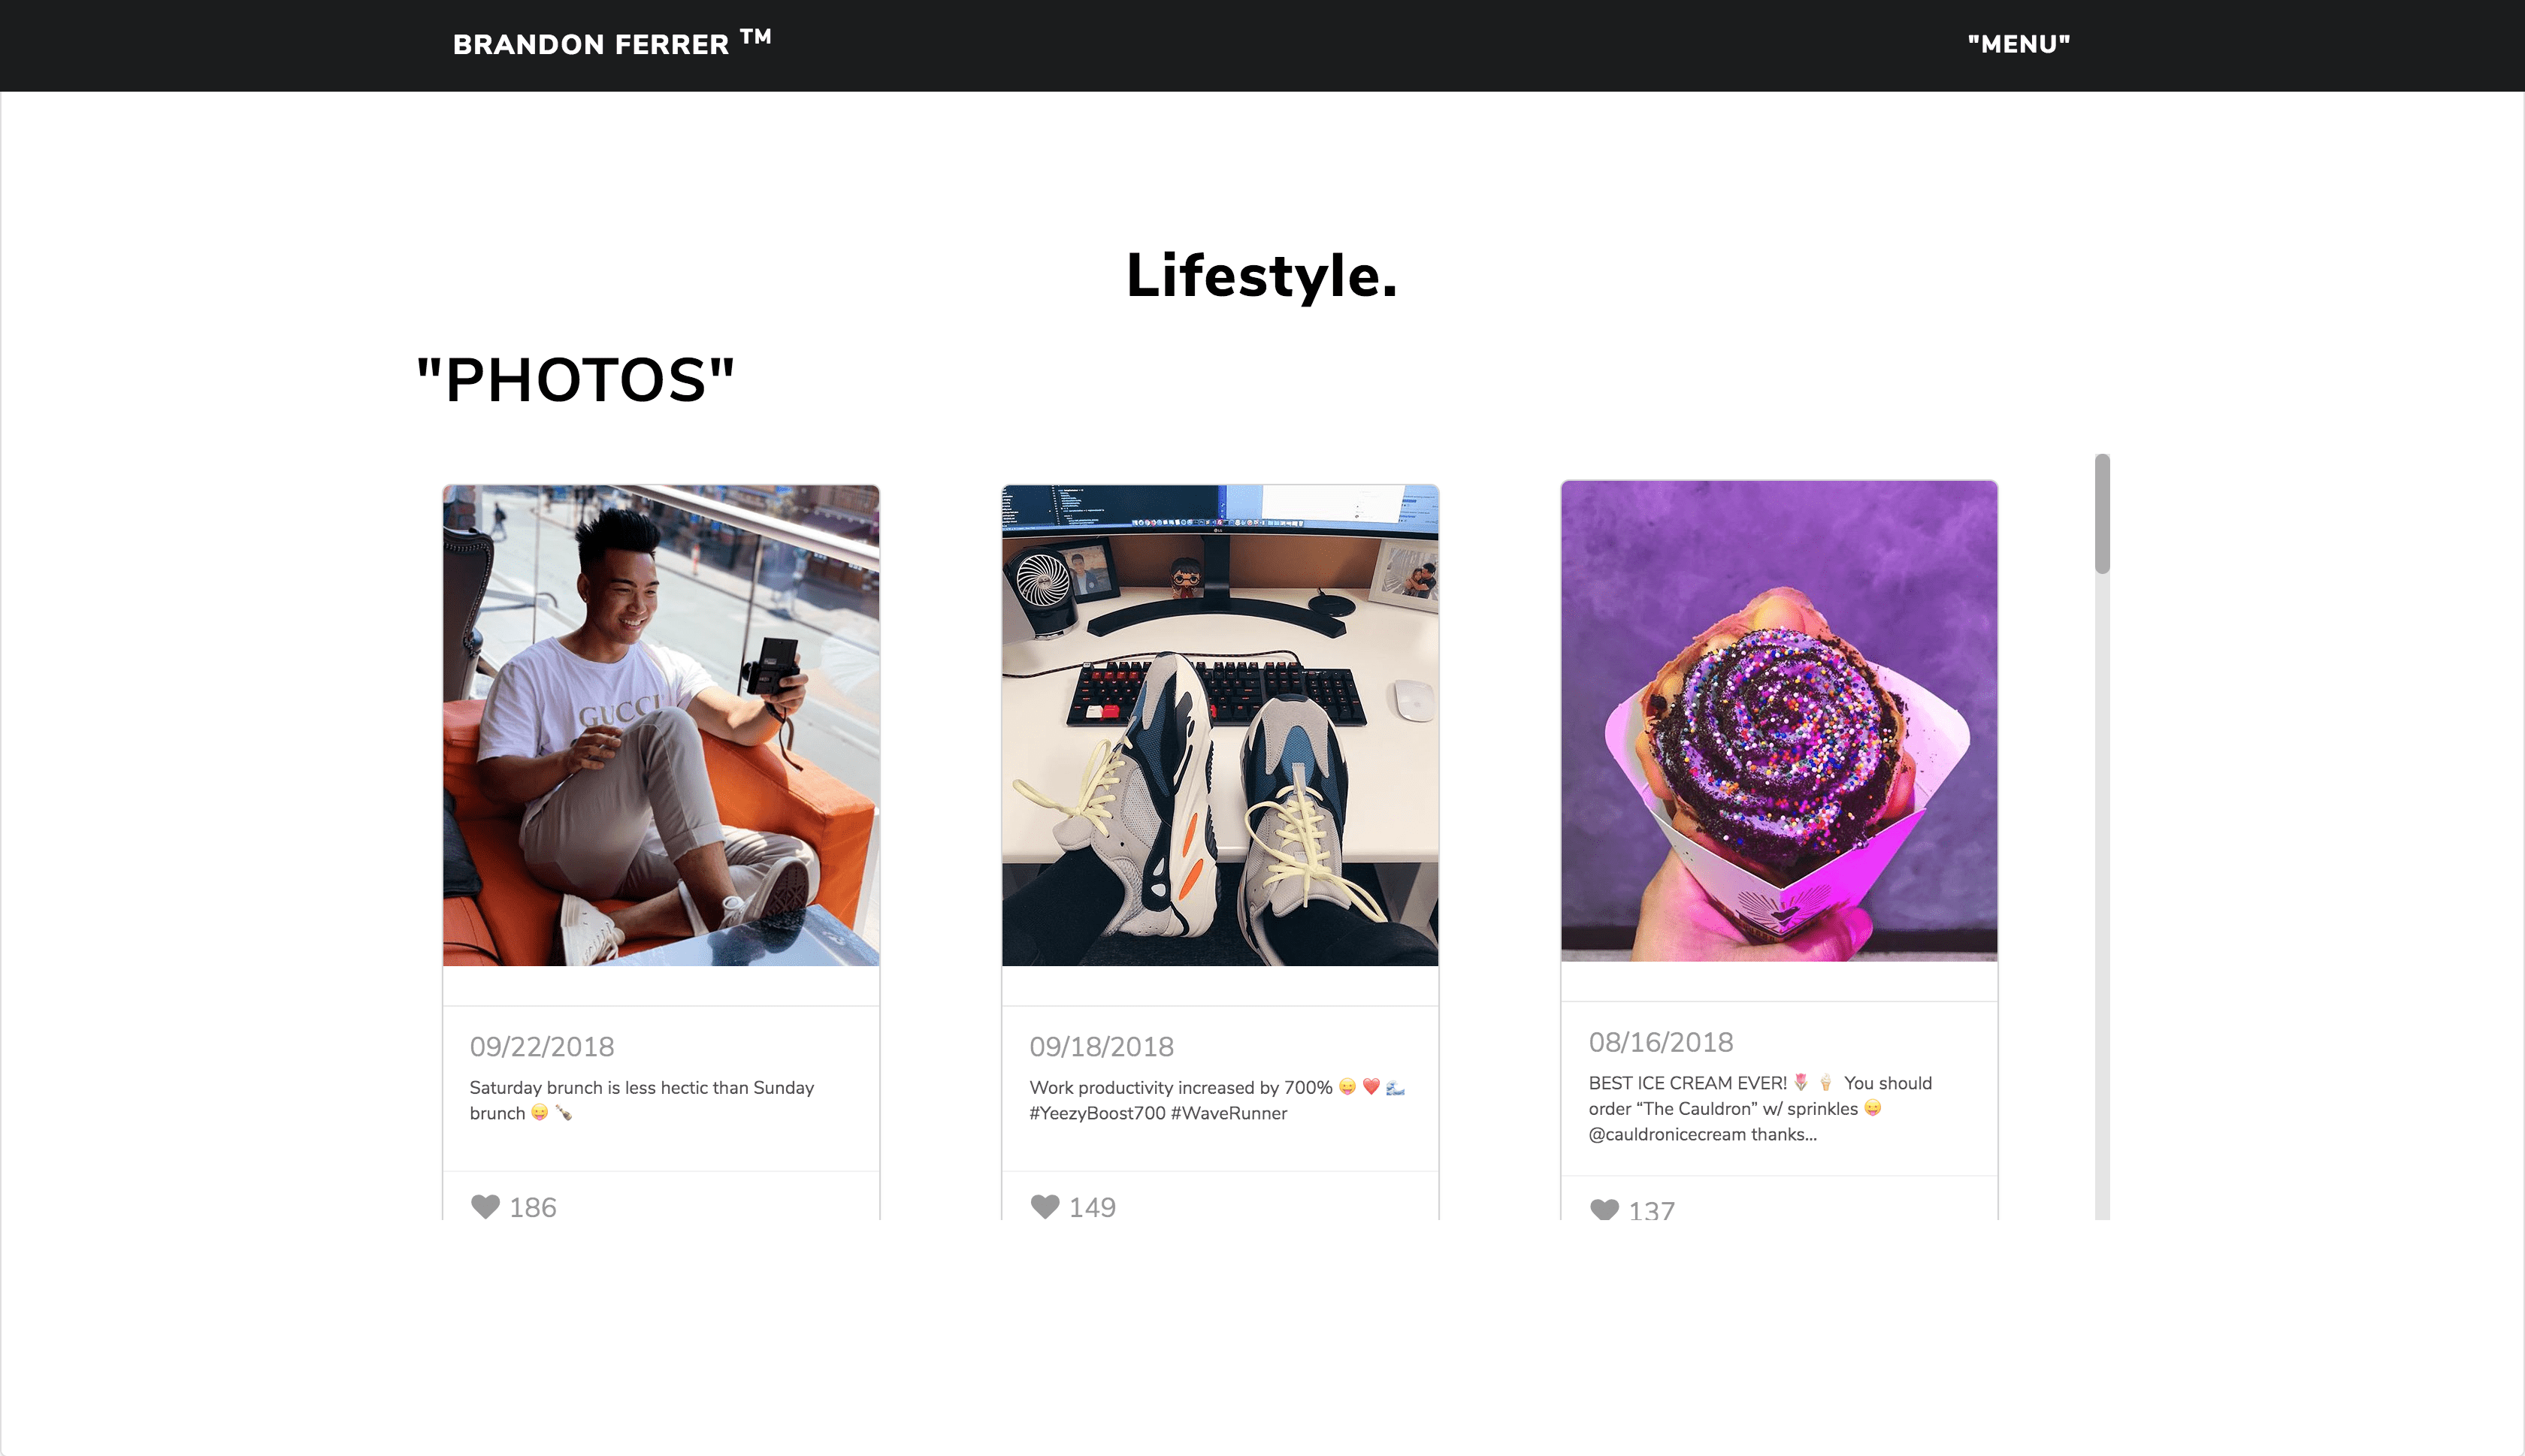 BRANDON FERRER ™
"MENU"
Lifestyle.
"PHOTOS"
GUCCI
09/22/2018
Saturday brunch is less hectic than Sunday
brunch 😛 🍾
186
09/18/2018
Work productivity increased by 700% 😛 ❤️ 🌊
#YeezyBoost700 #WaveRunner
149
08/16/2018
BEST ICE CREAM EVER! 🌷 🍦 You should
order “The Cauldron” w/ sprinkles 😛
@cauldronicecream thanks...
137